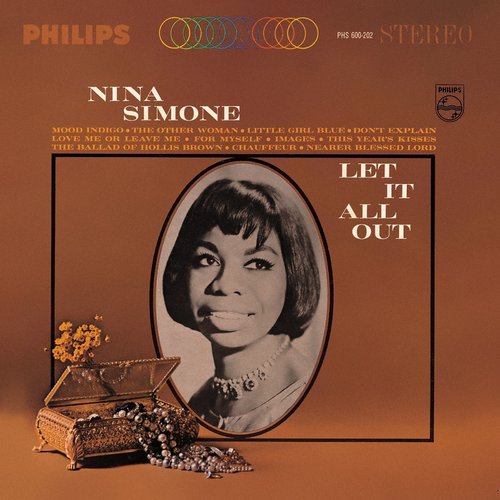 PHILIPS
PHS 600-202 STEREO
PHILIPS
NINA
SIMONE
MOOD INDIGO • THE OTHER WOMAN • LITTLE GIRL BLUE • DON'T EXPLAIN
LOVE ME OR LEAVE ME • FOR MYSELF • IMAGES • THIS YEAR'S KISSES
THE BALLAD OF HOLLIS BROWN • CHAUFFEUR • NEARER BLESSED LORD
LET
IT
ALL
OUT